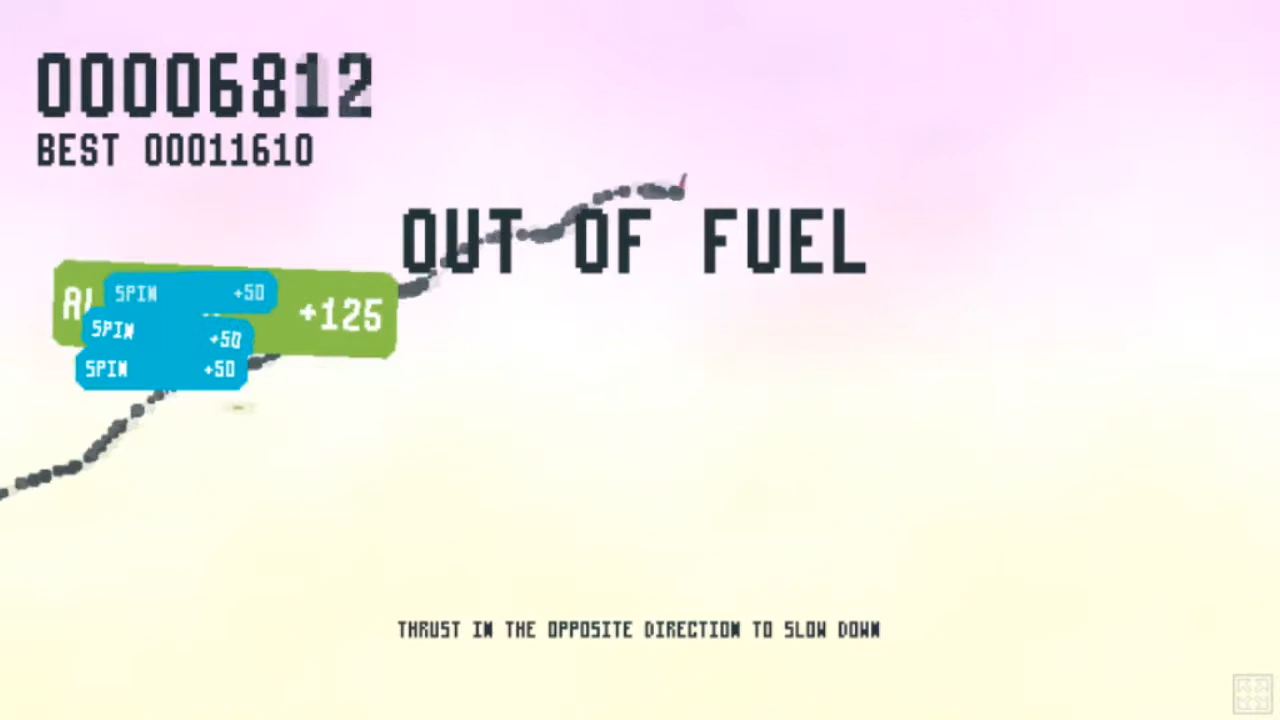 00006812
BEST 00011610
OUT OF FUEL
+125
SPIN +50
SPIN +50
SPIN +50
THRUST IN THE OPPOSITE DIRECTION TO SLOW DOWN